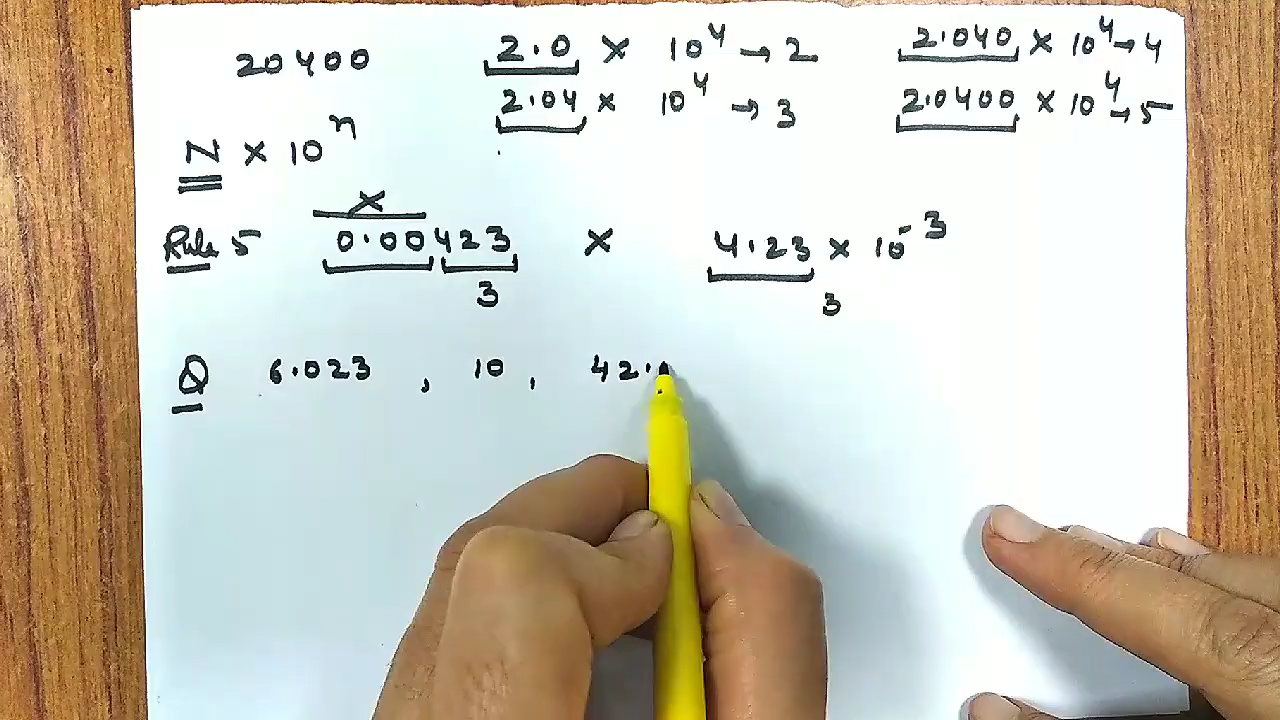 20400 2.0 × 10⁴ → 2 2.040 × 10⁴ → 4
2.04 × 10⁴ → 3 2.0400 × 10⁴ → 5
N × 10ⁿ
×
Rule 5 0.00423 × 4.23 × 10⁻³
3 3
Q 6.023 , 10 , 42.